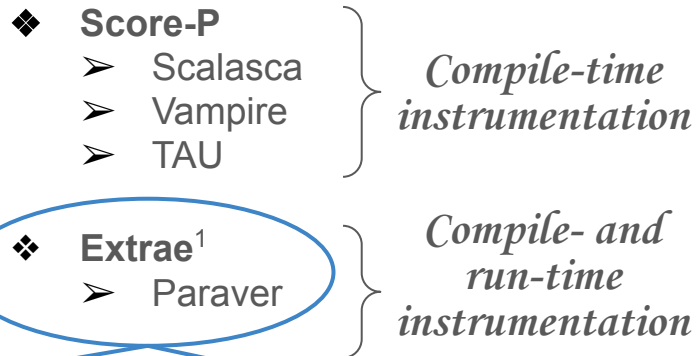 ❖ Score-P
➢ Scalasca
➢ Vampire
➢ TAU
Compile-time
instrumentation
❖ Extrae¹
➢ Paraver
Compile- and
run-time
instrumentation